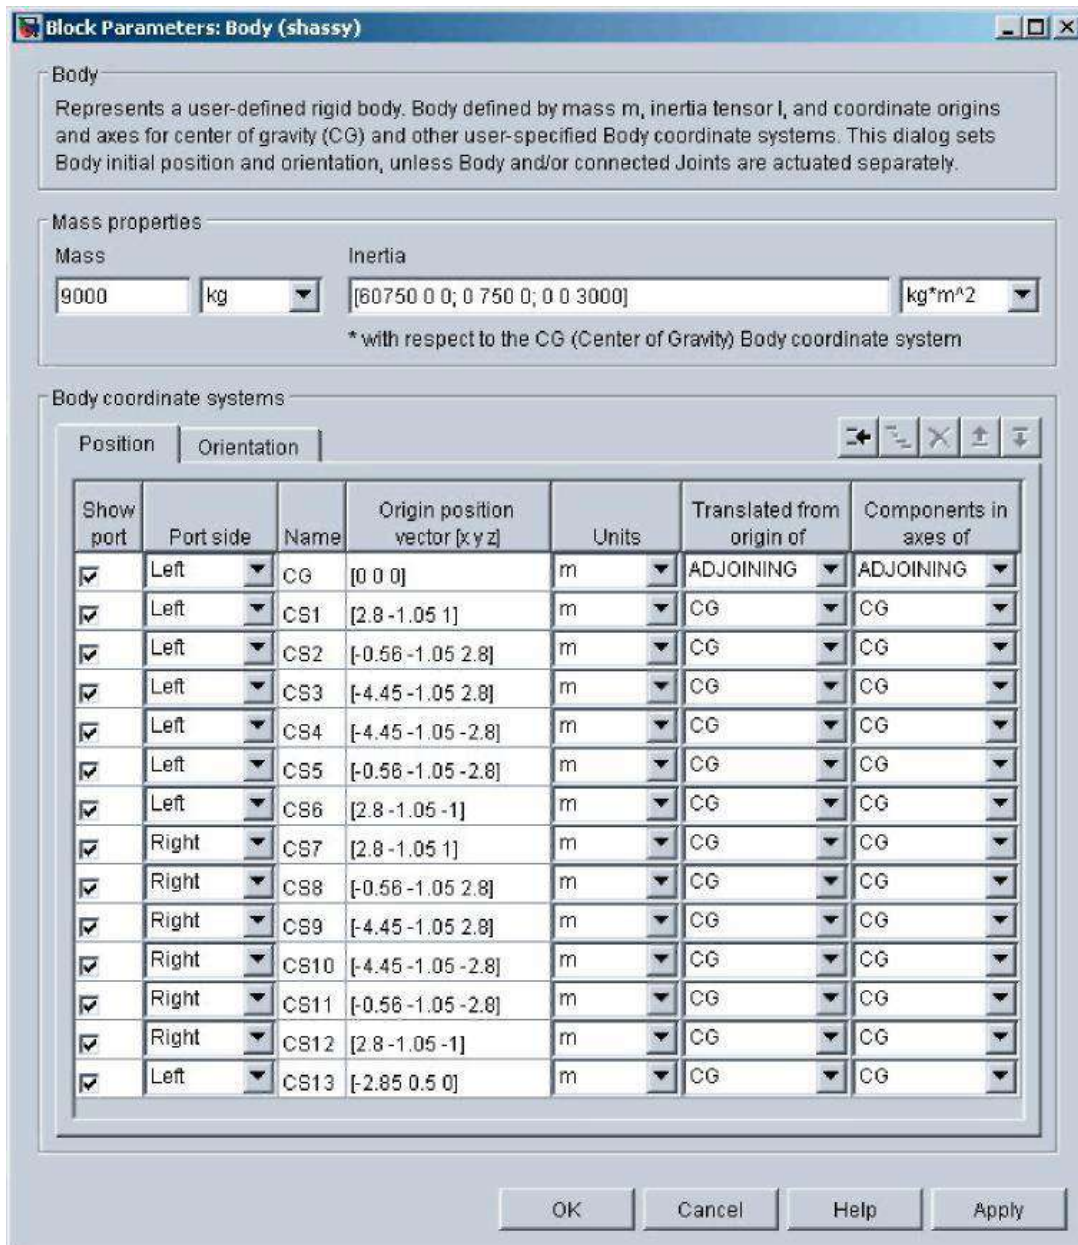 Block Parameters: Body (shassy)
Body
Represents a user-defined rigid body. Body defined by mass m, inertia tensor I, and coordinate origins
and axes for center of gravity (CG) and other user-specified Body coordinate systems. This dialog sets
Body initial position and orientation, unless Body and/or connected Joints are actuated separately.
Mass properties
Mass Inertia
9000 kg [60750 0 0; 0 750 0; 0 0 3000] kg*m^2
* with respect to the CG (Center of Gravity) Body coordinate system
Body coordinate systems
Position Orientation
Show port Port side Name Origin position vector [x y z] Units Translated from origin of Components in axes of
Left CG [0 0 0] m ADJOINING ADJOINING
Left CS1 [2.8 -1.05 1] m CG CG
Left CS2 [-0.56 -1.05 2.8] m CG CG
Left CS3 [-4.45 -1.05 2.8] m CG CG
Left CS4 [-4.45 -1.05 -2.8] m CG CG
Left CS5 [-0.56 -1.05 -2.8] m CG CG
Left CS6 [2.8 -1.05 -1] m CG CG
Right CS7 [2.8 -1.05 1] m CG CG
Right CS8 [-0.56 -1.05 2.8] m CG CG
Right CS9 [-4.45 -1.05 2.8] m CG CG
Right CS10 [-4.45 -1.05 -2.8] m CG CG
Right CS11 [-0.56 -1.05 -2.8] m CG CG
Right CS12 [2.8 -1.05 -1] m CG CG
Left CS13 [-2.85 0.5 0] m CG CG
OK Cancel Help Apply